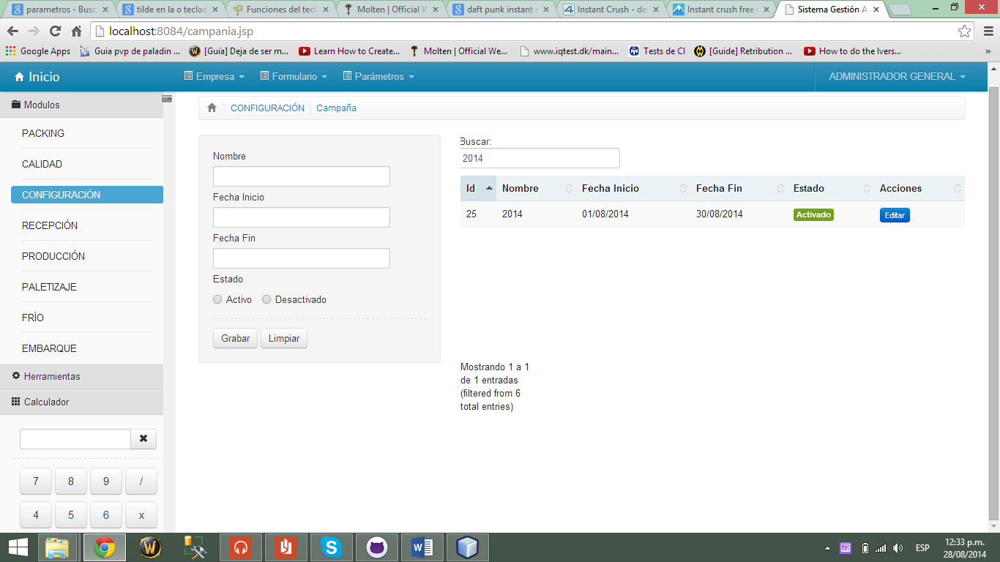 parametros - Busc
tilde en la o teclad
Funciones del tecl
Molten | Official W
daft punk instant
Instant Crush - de
Instant crush free
Sistema Gestión A
localhost:8084/campania.jsp
Google Apps
Guia pvp de paladin ...
[Guía] Deja de ser m...
Learn How to Create...
Molten | Official We...
www.iqtest.dk/main...
Tests de CI
[Guide] Retribution ...
How to do the Ivers...
»
Inicio
Empresa
Formulario
Parámetros
ADMINISTRADOR GENERAL
Modulos
PACKING
CALIDAD
CONFIGURACIÓN
RECEPCIÓN
PRODUCCIÓN
PALETIZAJE
FRÍO
EMBARQUE
Herramientas
Calculador
7 8 9 /
4 5 6 x
CONFIGURACIÓN \ Campaña
Nombre
Fecha Inicio
Fecha Fin
Estado
Activo Desactivado
Grabar Limpiar
Buscar:
2014
Id Nombre Fecha Inicio Fecha Fin Estado Acciones
25 2014 01/08/2014 30/08/2014 Activado Editar
Mostrando 1 a 1
de 1 entradas
(filtered from 6
total entries)
ESP
12:33 p.m.
28/08/2014